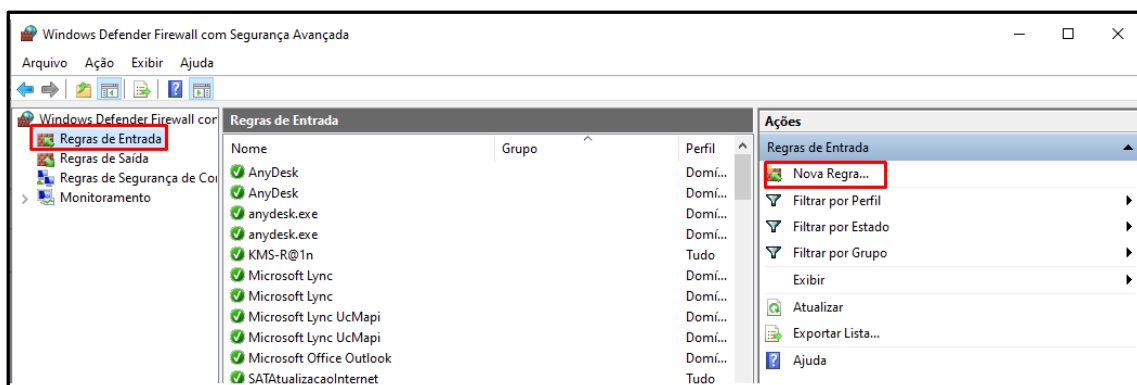 Windows Defender Firewall com Segurança Avançada
Arquivo Ação Exibir Ajuda
Windows Defender Firewall cor
Regras de Entrada
Regras de Saída
Regras de Segurança de Co
Monitoramento
Regras de Entrada
Nome Grupo Perfil
AnyDesk Domí...
AnyDesk Domí...
anydesk.exe Domí...
anydesk.exe Domí...
KMS-R@1n Tudo
Microsoft Lync Domí...
Microsoft Lync Domí...
Microsoft Lync UcMapi Domí...
Microsoft Lync UcMapi Domí...
Microsoft Office Outlook Domí...
SATAtualizacaoInternet Tudo
Ações
Regras de Entrada
Nova Regra...
Filtrar por Perfil
Filtrar por Estado
Filtrar por Grupo
Exibir
Atualizar
Exportar Lista...
Ajuda